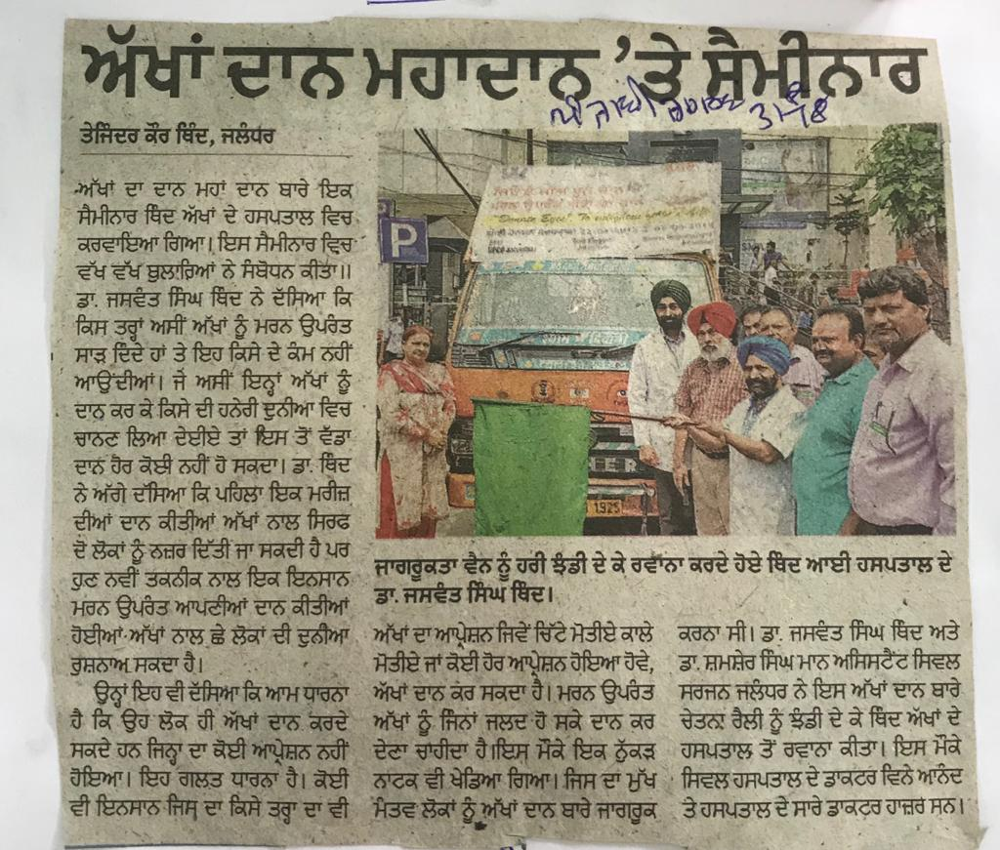 ਅੱਖਾਂ ਦਾਨ ਮਹਾਦਾਨ 'ਤੇ ਸੈਮੀਨਾਰ
31/8/18
ਤੇਜਿੰਦਰ ਕੌਰ ਥਿੰਦ, ਜਲੰਧਰ
ਅੱਖਾਂ ਦਾ ਦਾਨ ਮਹਾਂ ਦਾਨ ਬਾਰੇ ਇਕ
ਸੈਮੀਨਾਰ ਥਿੰਦ ਅੱਖਾਂ ਦੇ ਹਸਪਤਾਲ ਵਿਚ
ਕਰਵਾਇਆ ਗਿਆ। ਇਸ ਸੈਮੀਨਾਰ ਵਿਚ
ਵੱਖ ਵੱਖ ਬੁਲਾਰਿਆਂ ਨੇ ਸੰਬੋਧਨ ਕੀਤਾ।।
ਡਾ. ਜਸਵੰਤ ਸਿੰਘ ਥਿੰਦ ਨੇ ਦੱਸਿਆ ਕਿ
ਕਿਸ ਤਰ੍ਹਾਂ ਅਸੀਂ ਅੱਖਾਂ ਨੂੰ ਮਰਨ ਉਪਰੰਤ
ਸਾੜ ਦਿੰਦੇ ਹਾਂ ਤੇ ਇਹ ਕਿਸੇ ਦੇ ਕੰਮ ਨਹੀਂ
ਆਉਂਦੀਆਂ। ਜੇ ਅਸੀਂ ਇਨ੍ਹਾਂ ਅੱਖਾਂ ਨੂੰ
ਦਾਨ ਕਰ ਕੇ ਕਿਸੇ ਦੀ ਹਨੇਰੀ ਦੁਨੀਆ ਵਿਚ
ਚਾਨਣ ਲਿਆ ਦੇਈਏ ਤਾਂ ਇਸ ਤੋਂ ਵੱਡਾ
ਦਾਨ ਹੋਰ ਕੋਈ ਨਹੀਂ ਹੋ ਸਕਦਾ। ਡਾ. ਥਿੰਦ
ਨੇ ਅੱਗੇ ਦੱਸਿਆ ਕਿ ਪਹਿਲਾ ਇਕ ਮਰੀਜ਼
ਦੀਆਂ ਦਾਨ ਕੀਤੀਆਂ ਅੱਖਾਂ ਨਾਲ ਸਿਰਫ
ਦੋ ਲੋਕਾਂ ਨੂੰ ਨਜ਼ਰ ਦਿੱਤੀ ਜਾ ਸਕਦੀ ਹੈ ਪਰ
ਹੁਣ ਨਵੀਂ ਤਕਨੀਕ ਨਾਲ ਇਕ ਇਨਸਾਨ
ਮਰਨ ਉਪਰੰਤ ਆਪਣੀਆਂ ਦਾਨ ਕੀਤੀਆਂ
ਹੋਈਆਂ ਅੱਖਾਂ ਨਾਲ ਛੇ ਲੋਕਾਂ ਦੀ ਦੁਨੀਆ
ਰੁਸ਼ਨਾਅ ਸਕਦਾ ਹੈ।
ਉਨ੍ਹਾਂ ਇਹ ਵੀ ਦੱਸਿਆ ਕਿ ਆਮ ਧਾਰਨਾ
ਹੈ ਕਿ ਉਹ ਲੋਕ ਹੀ ਅੱਖਾਂ ਦਾਨ ਕਰਦੇ
ਸਕਦੇ ਹਨ ਜਿਨ੍ਹਾ ਦਾ ਕੋਈ ਆਪ੍ਰੇਸ਼ਨ ਨਹੀਂ
ਹੋਇਆ। ਇਹ ਗਲਤ ਧਾਰਨਾ ਹੈ। ਕੋਈ
ਵੀ ਇਨਸਾਨ ਜਿਸ ਦਾ ਕਿਸੇ ਤਰ੍ਹਾ ਦਾ ਵੀ
P
1925
ਜਾਗਰੂਕਤਾ ਵੈਨ ਨੂੰ ਹਰੀ ਝੰਡੀ ਦੇ ਕੇ ਰਵਾਨਾ ਕਰਦੇ ਹੋਏ ਥਿੰਦ ਆਈ ਹਸਪਤਾਲ ਦੇ
ਡਾ. ਜਸਵੰਤ ਸਿੰਘ ਥਿੰਦ।
ਅੱਖਾਂ ਦਾ ਆਪ੍ਰੇਸ਼ਨ ਜਿਵੇਂ ਚਿੱਟੇ ਮੋਤੀਏ ਕਾਲੇ
ਮੋਤੀਏ ਜਾਂ ਕੋਈ ਹੋਰ ਆਪ੍ਰੇਸ਼ਨ ਹੋਇਆ ਹੋਵੇ,
ਅੱਖਾਂ ਦਾਨ ਕਰ ਸਕਦਾ ਹੈ। ਮਰਨ ਉਪਰੰਤ
ਅੱਖਾਂ ਨੂੰ ਜਿੰਨਾਂ ਜਲਦ ਹੋ ਸਕੇ ਦਾਨ ਕਰ
ਦੇਣਾ ਚਾਹੀਦਾ ਹੈ।ਇਸ ਮੌਕੇ ਇਕ ਨੁੱਕੜ
ਨਾਟਕ ਵੀ ਖੇਡਿਆ ਗਿਆ। ਜਿਸ ਦਾ ਮੁੱਖ
ਮਿਤਵ ਲੋਕਾਂ ਨੂੰ ਅੱਖਾਂ ਦਾਨ ਬਾਰੇ ਜਾਗਰੂਕ
ਕਰਨਾ ਸੀ। ਡਾ. ਜਸਵੰਤ ਸਿੰਘ ਥਿੰਦ ਅਤੇ
ਡਾ. ਸ਼ਮਸ਼ੇਰ ਸਿੰਘ ਮਾਨ ਅਸਿਸਟੈਂਟ ਸਿਵਲ
ਸਰਜਨ ਜਲੰਧਰ ਨੇ ਇਸ ਅੱਖਾਂ ਦਾਨ ਬਾਰੇ
ਚੇਤਨਾ ਰੈਲੀ ਨੂੰ ਝੰਡੀ ਦੇ ਕੇ ਥਿੰਦ ਅੱਖਾਂ ਦੇ
ਹਸਪਤਾਲ ਤੋਂ ਰਵਾਨਾ ਕੀਤਾ। ਇਸ ਮੌਕੇ
ਸਿਵਲ ਹਸਪਤਾਲ ਦੇ ਡਾਕਟਰ ਵਿਨੇ ਆਨੰਦ
ਤੇ ਹਸਪਤਾਲ ਦੇ ਸਾਰੇ ਡਾਕਟਰ ਹਾਜ਼ਰ ਸਨ।